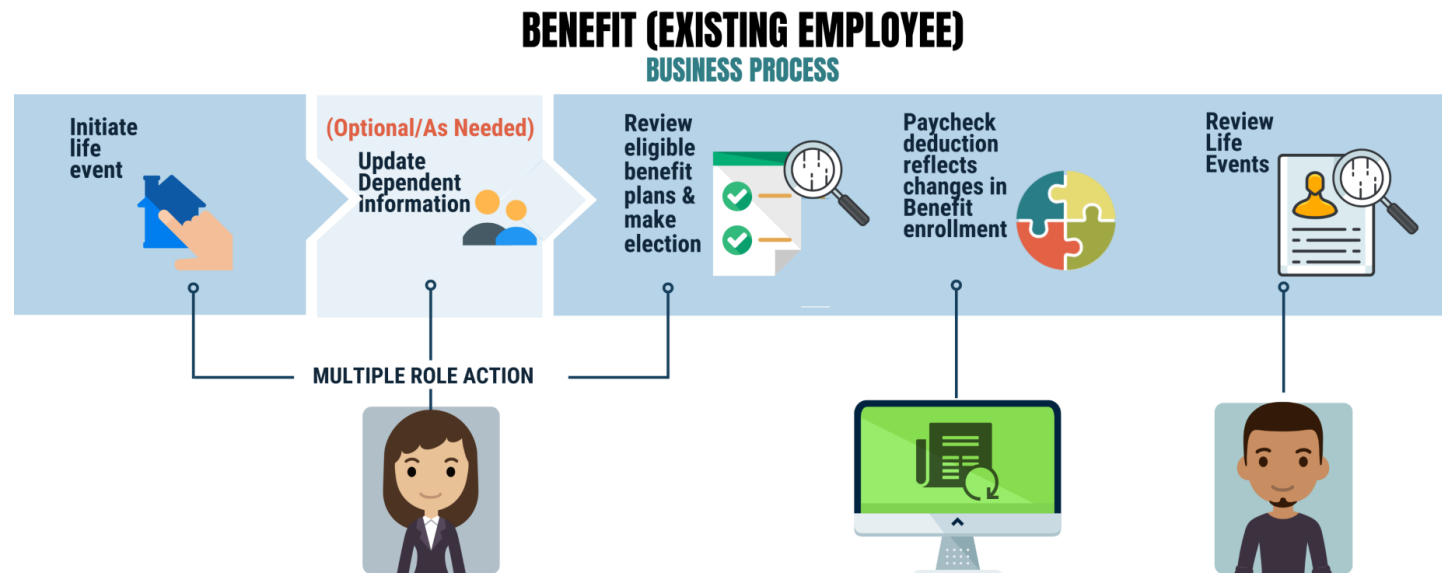 BENEFIT (EXISTING EMPLOYEE)
BUSINESS PROCESS
Initiate
life
event
(Optional/As Needed)
Update
Dependent
information
Review
eligible
benefit
plans &
make
election
Paycheck
deduction
reflects
changes in
Benefit
enrollment
Review
Life
Events
MULTIPLE ROLE ACTION